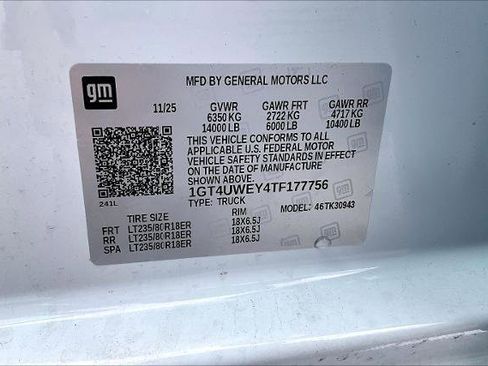 gm
MFD BY GENERAL MOTORS LLC
11/25 GVWR GAWR FRT GAWR RR
6350 KG 2722 KG 4717 KG
14000 LB 6000 LB 10400 LB
THIS VEHICLE CONFORMS TO ALL
APPLICABLE U.S. FEDERAL MOTOR
VEHICLE SAFETY STANDARDS IN EFFECT
ON THE DATE OF MANUFACTURE SHOWN ABOVE.
1GT4UWEY4TF177756
241L TYPE: TRUCK MODEL: 46TK30943
TIRE SIZE RIM
FRT LT235/80R18ER 18X6.5J
RR LT235/80R18ER 18X6.5J
SPA LT235/80R18ER 18X6.5J